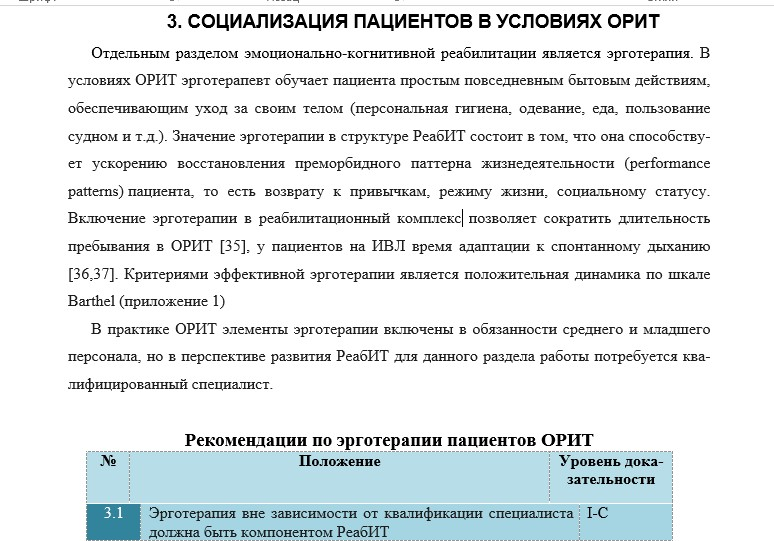 3. СОЦИАЛИЗАЦИЯ ПАЦИЕНТОВ В УСЛОВИЯХ ОРИТ
Отдельным разделом эмоционально-когнитивной реабилитации является эрготерапия. В
условиях ОРИТ эрготерапевт обучает пациента простым повседневным бытовым действиям,
обеспечивающим уход за своим телом (персональная гигиена, одевание, еда, пользование
судном и т.д.). Значение эрготерапии в структуре РеабИТ состоит в том, что она способству-
ет ускорению восстановления преморбидного паттерна жизнедеятельности (performance
patterns) пациента, то есть возврату к привычкам, режиму жизни, социальному статусу.
Включение эрготерапии в реабилитационный комплекс позволяет сократить длительность
пребывания в ОРИТ [35], у пациентов на ИВЛ время адаптации к спонтанному дыханию
[36,37]. Критериями эффективной эрготерапии является положительная динамика по шкале
Barthel (приложение 1)
В практике ОРИТ элементы эрготерапии включены в обязанности среднего и младшего
персонала, но в перспективе развития РеабИТ для данного раздела работы потребуется ква-
лифицированный специалист.
Рекомендации по эрготерапии пациентов ОРИТ
№ Положение Уровень дока-
зательности
3.1 Эрготерапия вне зависимости от квалификации специалиста I-C
должна быть компонентом РеабИТ